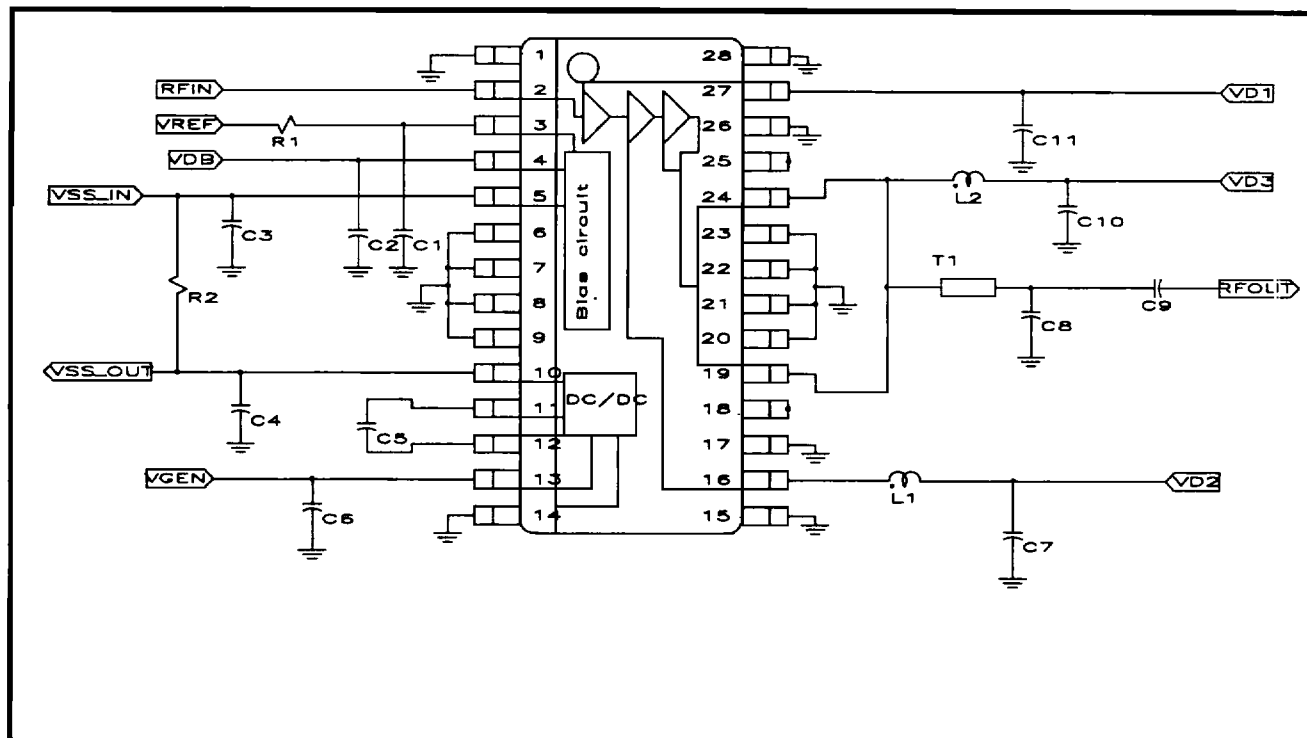 1 28
RFIN 2 27 VD1
VREF R1 3 26 C11
VDB 4 25
VSS_IN 5 24 L2 VD3
C3 C2 C1 6 23 C10
7 22 T1
R2 8 Bias circuit 21 C9 RFOUT
9 20 C8
VSS_OUT 10 19
C4 C5 11 DC/DC 18
12 17
VGEN 13 16 L1 VD2
C6 14 15 C7